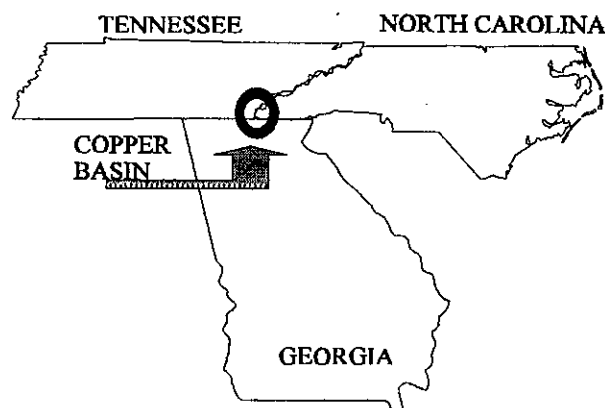 TENNESSEE
NORTH CAROLINA
COPPER
BASIN
GEORGIA